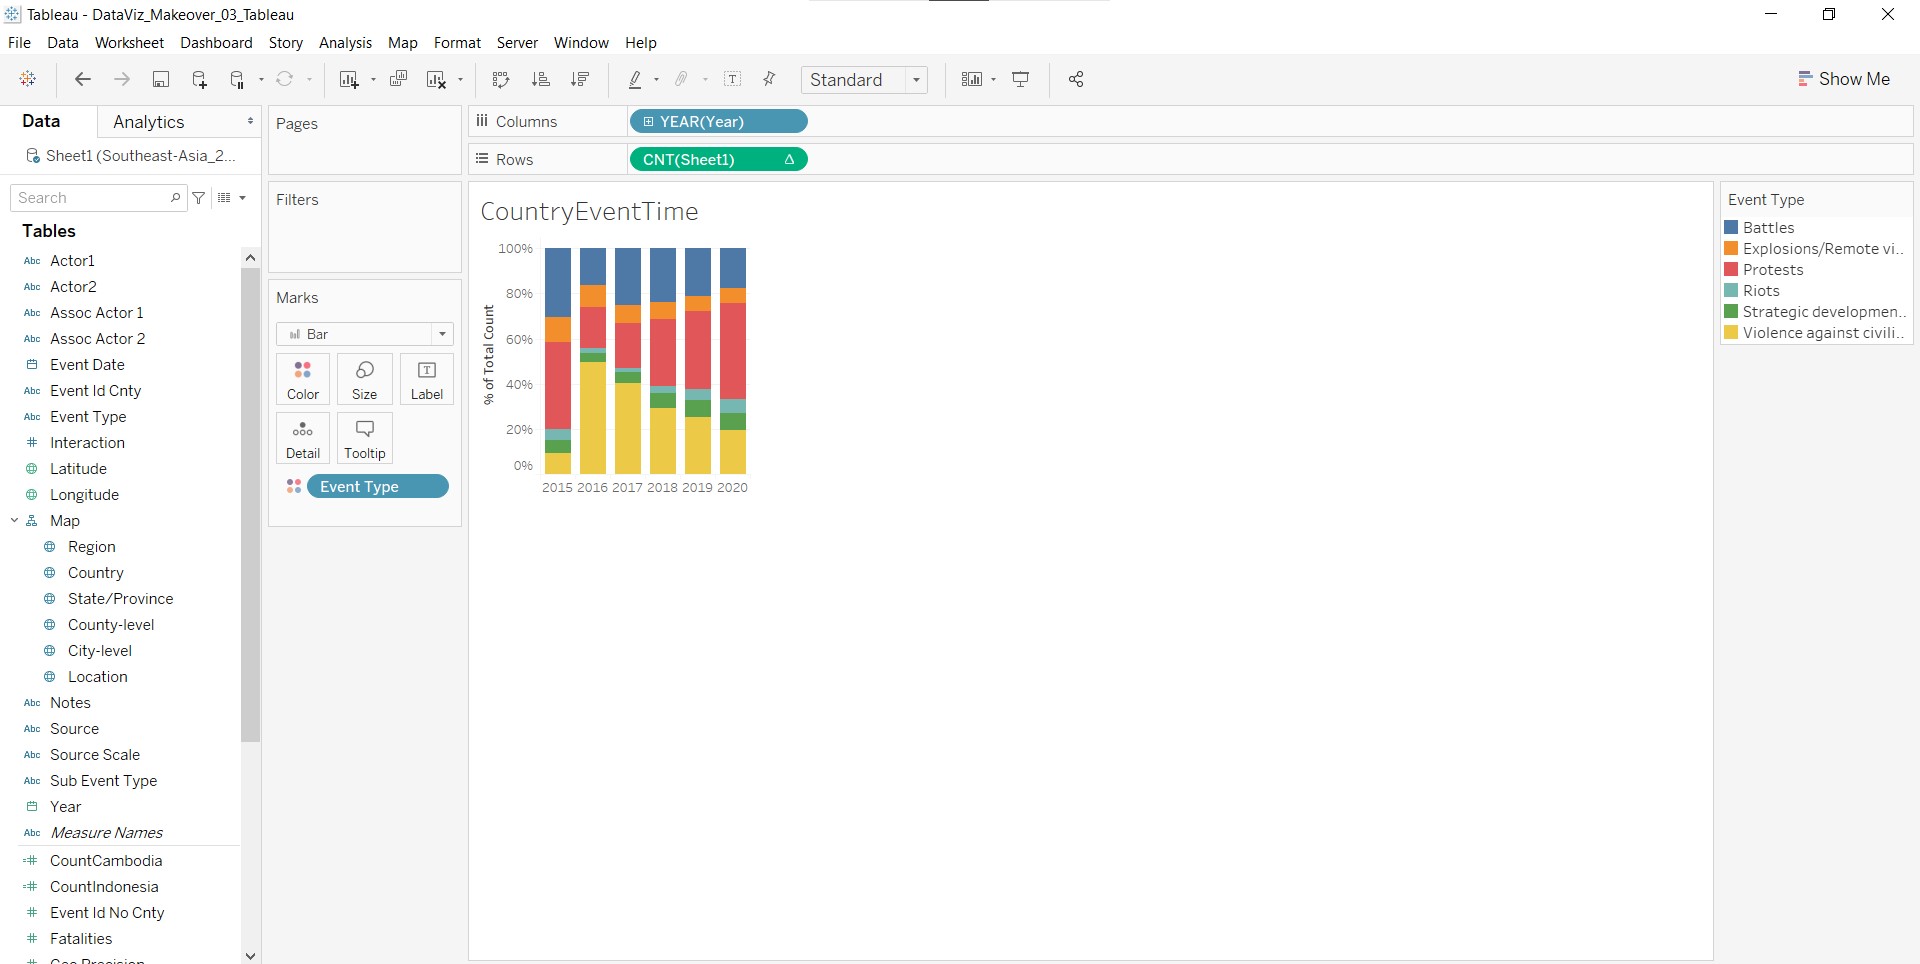 Tableau - DataViz_Makeover_03_Tableau
File Data Worksheet Dashboard Story Analysis Map Format Server Window Help
Standard
Show Me
Data
Analytics
Sheet1 (Southeast-Asia_2...
Search
Tables
Abc Actor1
Abc Actor2
Abc Assoc Actor 1
Abc Assoc Actor 2
Event Date
Abc Event Id Cnty
Abc Event Type
# Interaction
Latitude
Longitude
Map
Region
Country
State/Province
County-level
City-level
Location
Abc Notes
Abc Source
Abc Source Scale
Abc Sub Event Type
Year
Abc Measure Names
=# CountCambodia
=# CountIndonesia
# Event Id No Cnty
# Fatalities
Pages
Filters
Marks
Bar
Color
Size
T
Label
Detail
Tooltip
Event Type
Columns
YEAR(Year)
Rows
CNT(Sheet1) Δ
CountryEventTime
% of Total Count
100%
80%
60%
40%
20%
0%
2015 2016 2017 2018 2019 2020
Event Type
Battles
Explosions/Remote vi..
Protests
Riots
Strategic developmen..
Violence against civili..